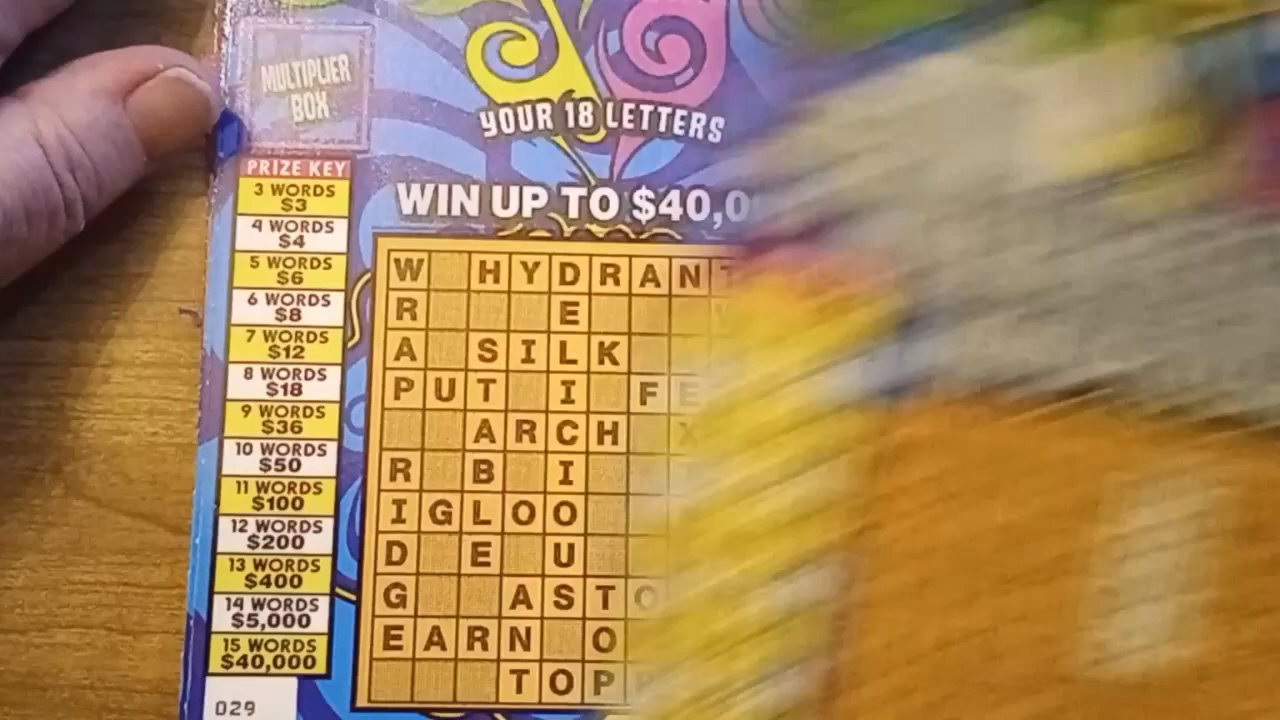 MULTIPLIER
BOX
YOUR 18 LETTERS
PRIZE KEY
3 WORDS
$3
4 WORDS
$4
5 WORDS
$6
6 WORDS
$8
7 WORDS
$12
8 WORDS
$18
9 WORDS
$36
10 WORDS
$50
11 WORDS
$100
12 WORDS
$200
13 WORDS
$400
14 WORDS
$5,000
15 WORDS
$40,000
029
WIN UP TO $40,0
W HYDRANT
R E
A SILK
PUT I FE
ARCH X
R B I
IGLOO
D E U
G ASTO
EARN O
TOP